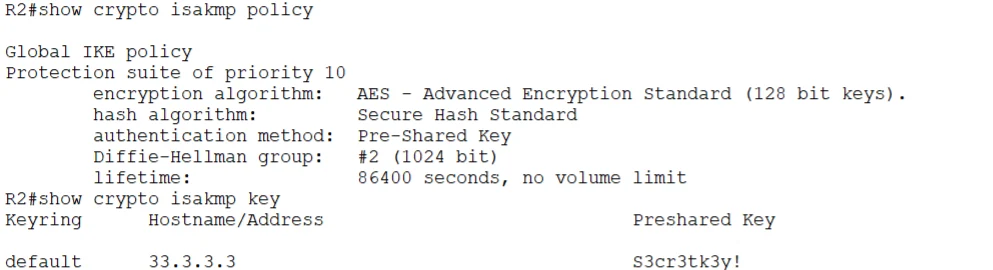 R2#show crypto isakmp policy
Global IKE policy
Protection suite of priority 10
encryption algorithm: AES - Advanced Encryption Standard (128 bit keys).
hash algorithm: Secure Hash Standard
authentication method: Pre-Shared Key
Diffie-Hellman group: #2 (1024 bit)
lifetime: 86400 seconds, no volume limit
R2#show crypto isakmp key
Keyring Hostname/Address Preshared Key
default 33.3.3.3 S3cr3tk3y!